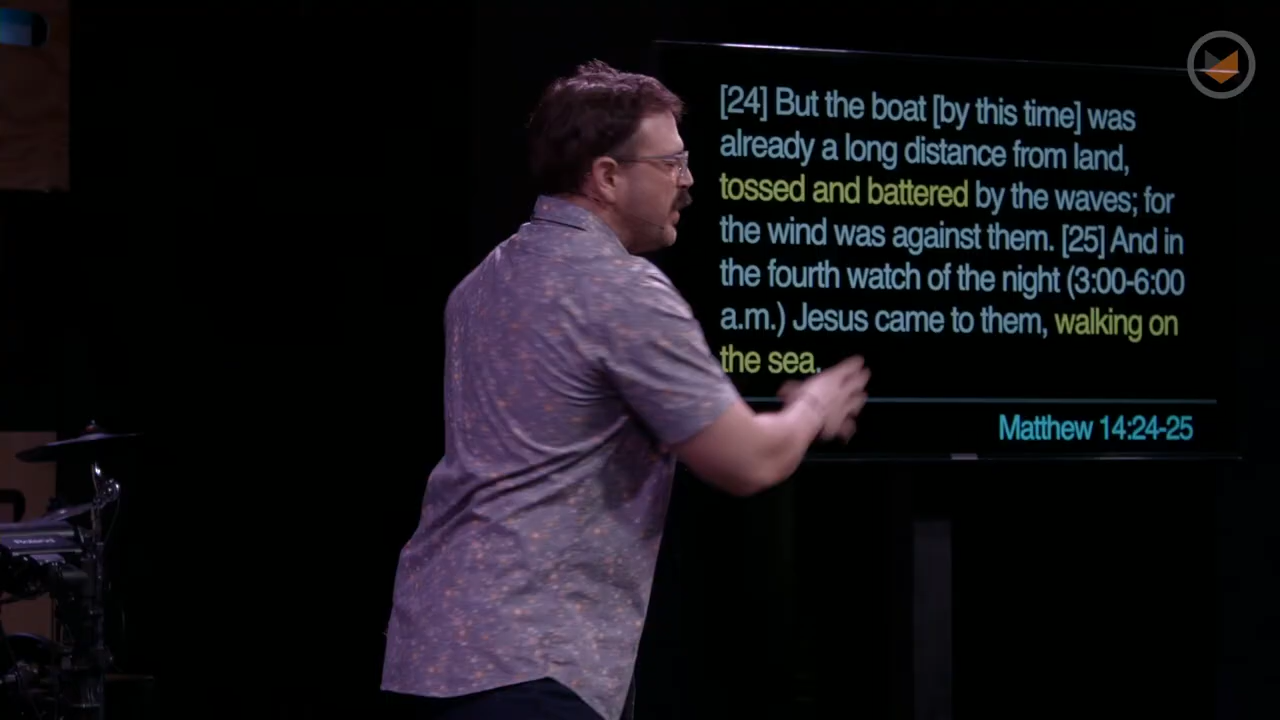 [24] But the boat [by this time] was
already a long distance from land,
tossed and battered by the waves; for
the wind was against them. [25] And in
the fourth watch of the night (3:00-6:00
a.m.) Jesus came to them, walking on
the sea.
Matthew 14:24-25
Roland